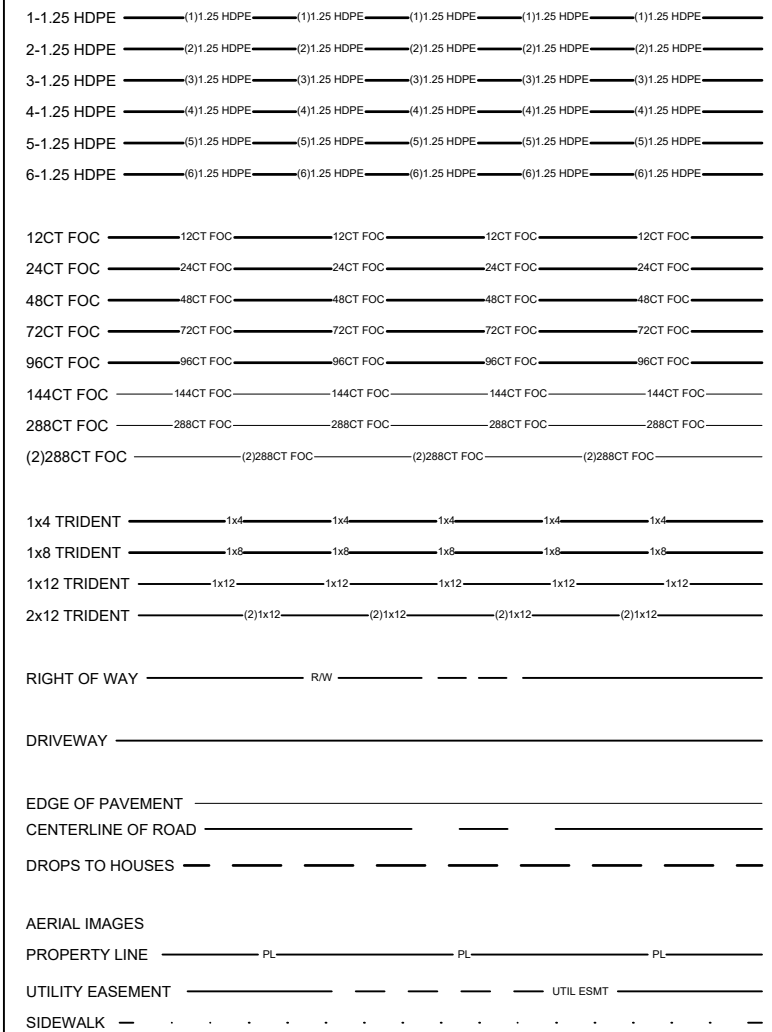 1-1.25 HDPE (1)1.25 HDPE (1)1.25 HDPE (1)1.25 HDPE (1)1.25 HDPE (1)1.25 HDPE
2-1.25 HDPE (2)1.25 HDPE (2)1.25 HDPE (2)1.25 HDPE (2)1.25 HDPE (2)1.25 HDPE
3-1.25 HDPE (3)1.25 HDPE (3)1.25 HDPE (3)1.25 HDPE (3)1.25 HDPE (3)1.25 HDPE
4-1.25 HDPE (4)1.25 HDPE (4)1.25 HDPE (4)1.25 HDPE (4)1.25 HDPE (4)1.25 HDPE
5-1.25 HDPE (5)1.25 HDPE (5)1.25 HDPE (5)1.25 HDPE (5)1.25 HDPE (5)1.25 HDPE
6-1.25 HDPE (6)1.25 HDPE (6)1.25 HDPE (6)1.25 HDPE (6)1.25 HDPE (6)1.25 HDPE
12CT FOC 12CT FOC 12CT FOC 12CT FOC 12CT FOC
24CT FOC 24CT FOC 24CT FOC 24CT FOC 24CT FOC
48CT FOC 48CT FOC 48CT FOC 48CT FOC 48CT FOC
72CT FOC 72CT FOC 72CT FOC 72CT FOC 72CT FOC
96CT FOC 96CT FOC 96CT FOC 96CT FOC 96CT FOC
144CT FOC 144CT FOC 144CT FOC 144CT FOC 144CT FOC
288CT FOC 288CT FOC 288CT FOC 288CT FOC 288CT FOC
(2)288CT FOC (2)288CT FOC (2)288CT FOC (2)288CT FOC
1x4 TRIDENT 1x4 1x4 1x4 1x4 1x4
1x8 TRIDENT 1x8 1x8 1x8 1x8 1x8
1x12 TRIDENT 1x12 1x12 1x12 1x12 1x12
2x12 TRIDENT (2)1x12 (2)1x12 (2)1x12 (2)1x12
RIGHT OF WAY R/W
DRIVEWAY
EDGE OF PAVEMENT
CENTERLINE OF ROAD
DROPS TO HOUSES
AERIAL IMAGES
PROPERTY LINE PL PL PL
UTILITY EASEMENT UTIL ESMT
SIDEWALK